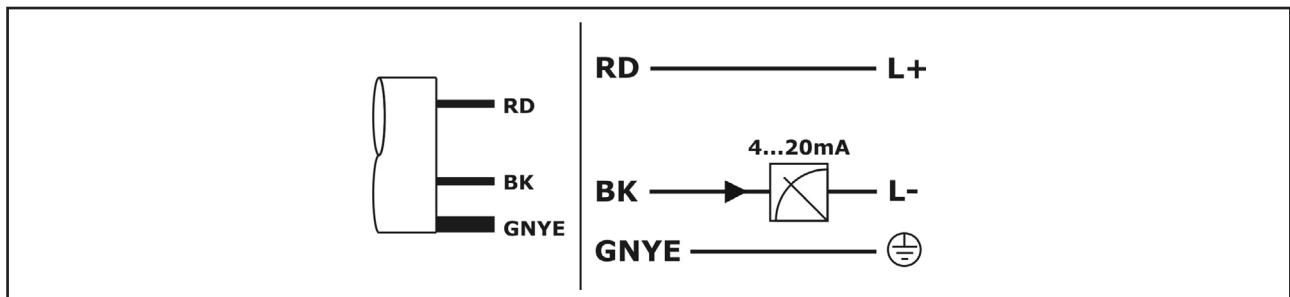 RD
BK
GNYE
RD L+
4...20mA
BK L-
GNYE